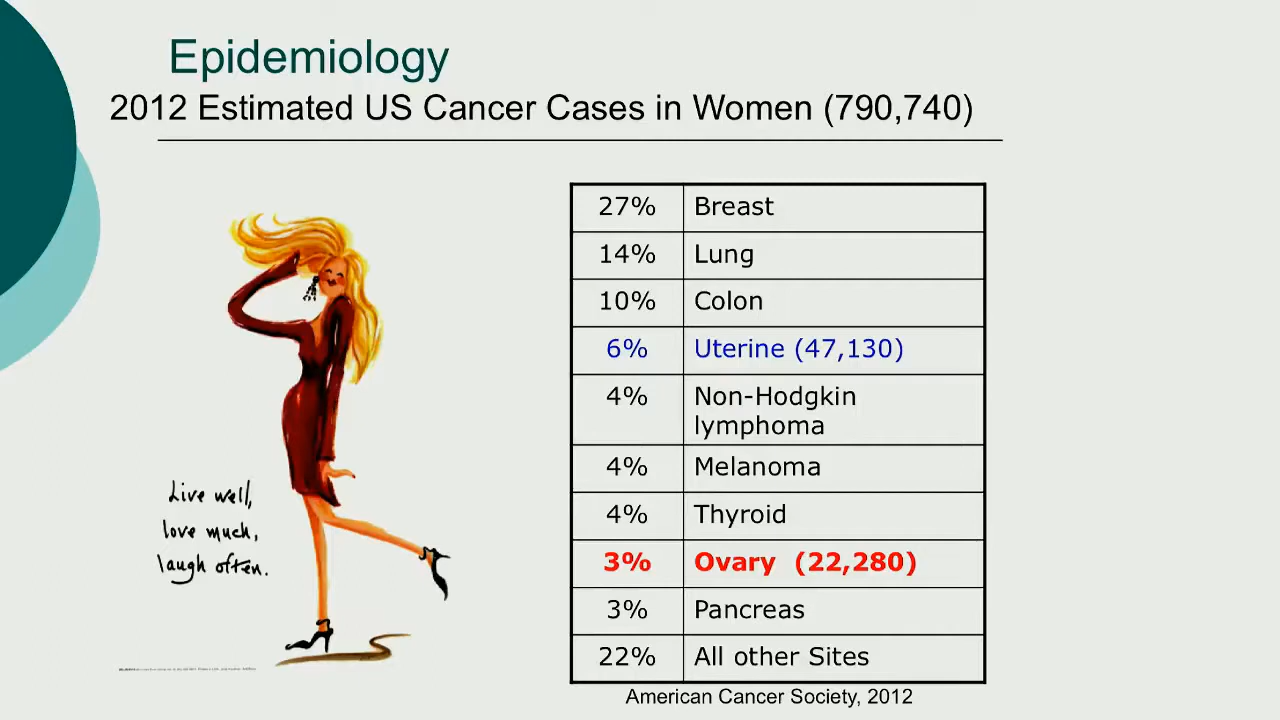 Epidemiology
2012 Estimated US Cancer Cases in Women (790,740)
27% Breast
14% Lung
10% Colon
6% Uterine (47,130)
4% Non-Hodgkin
lymphoma
4% Melanoma
4% Thyroid
3% Ovary (22,280)
3% Pancreas
22% All other Sites
American Cancer Society, 2012
Live well,
love much,
laugh often.